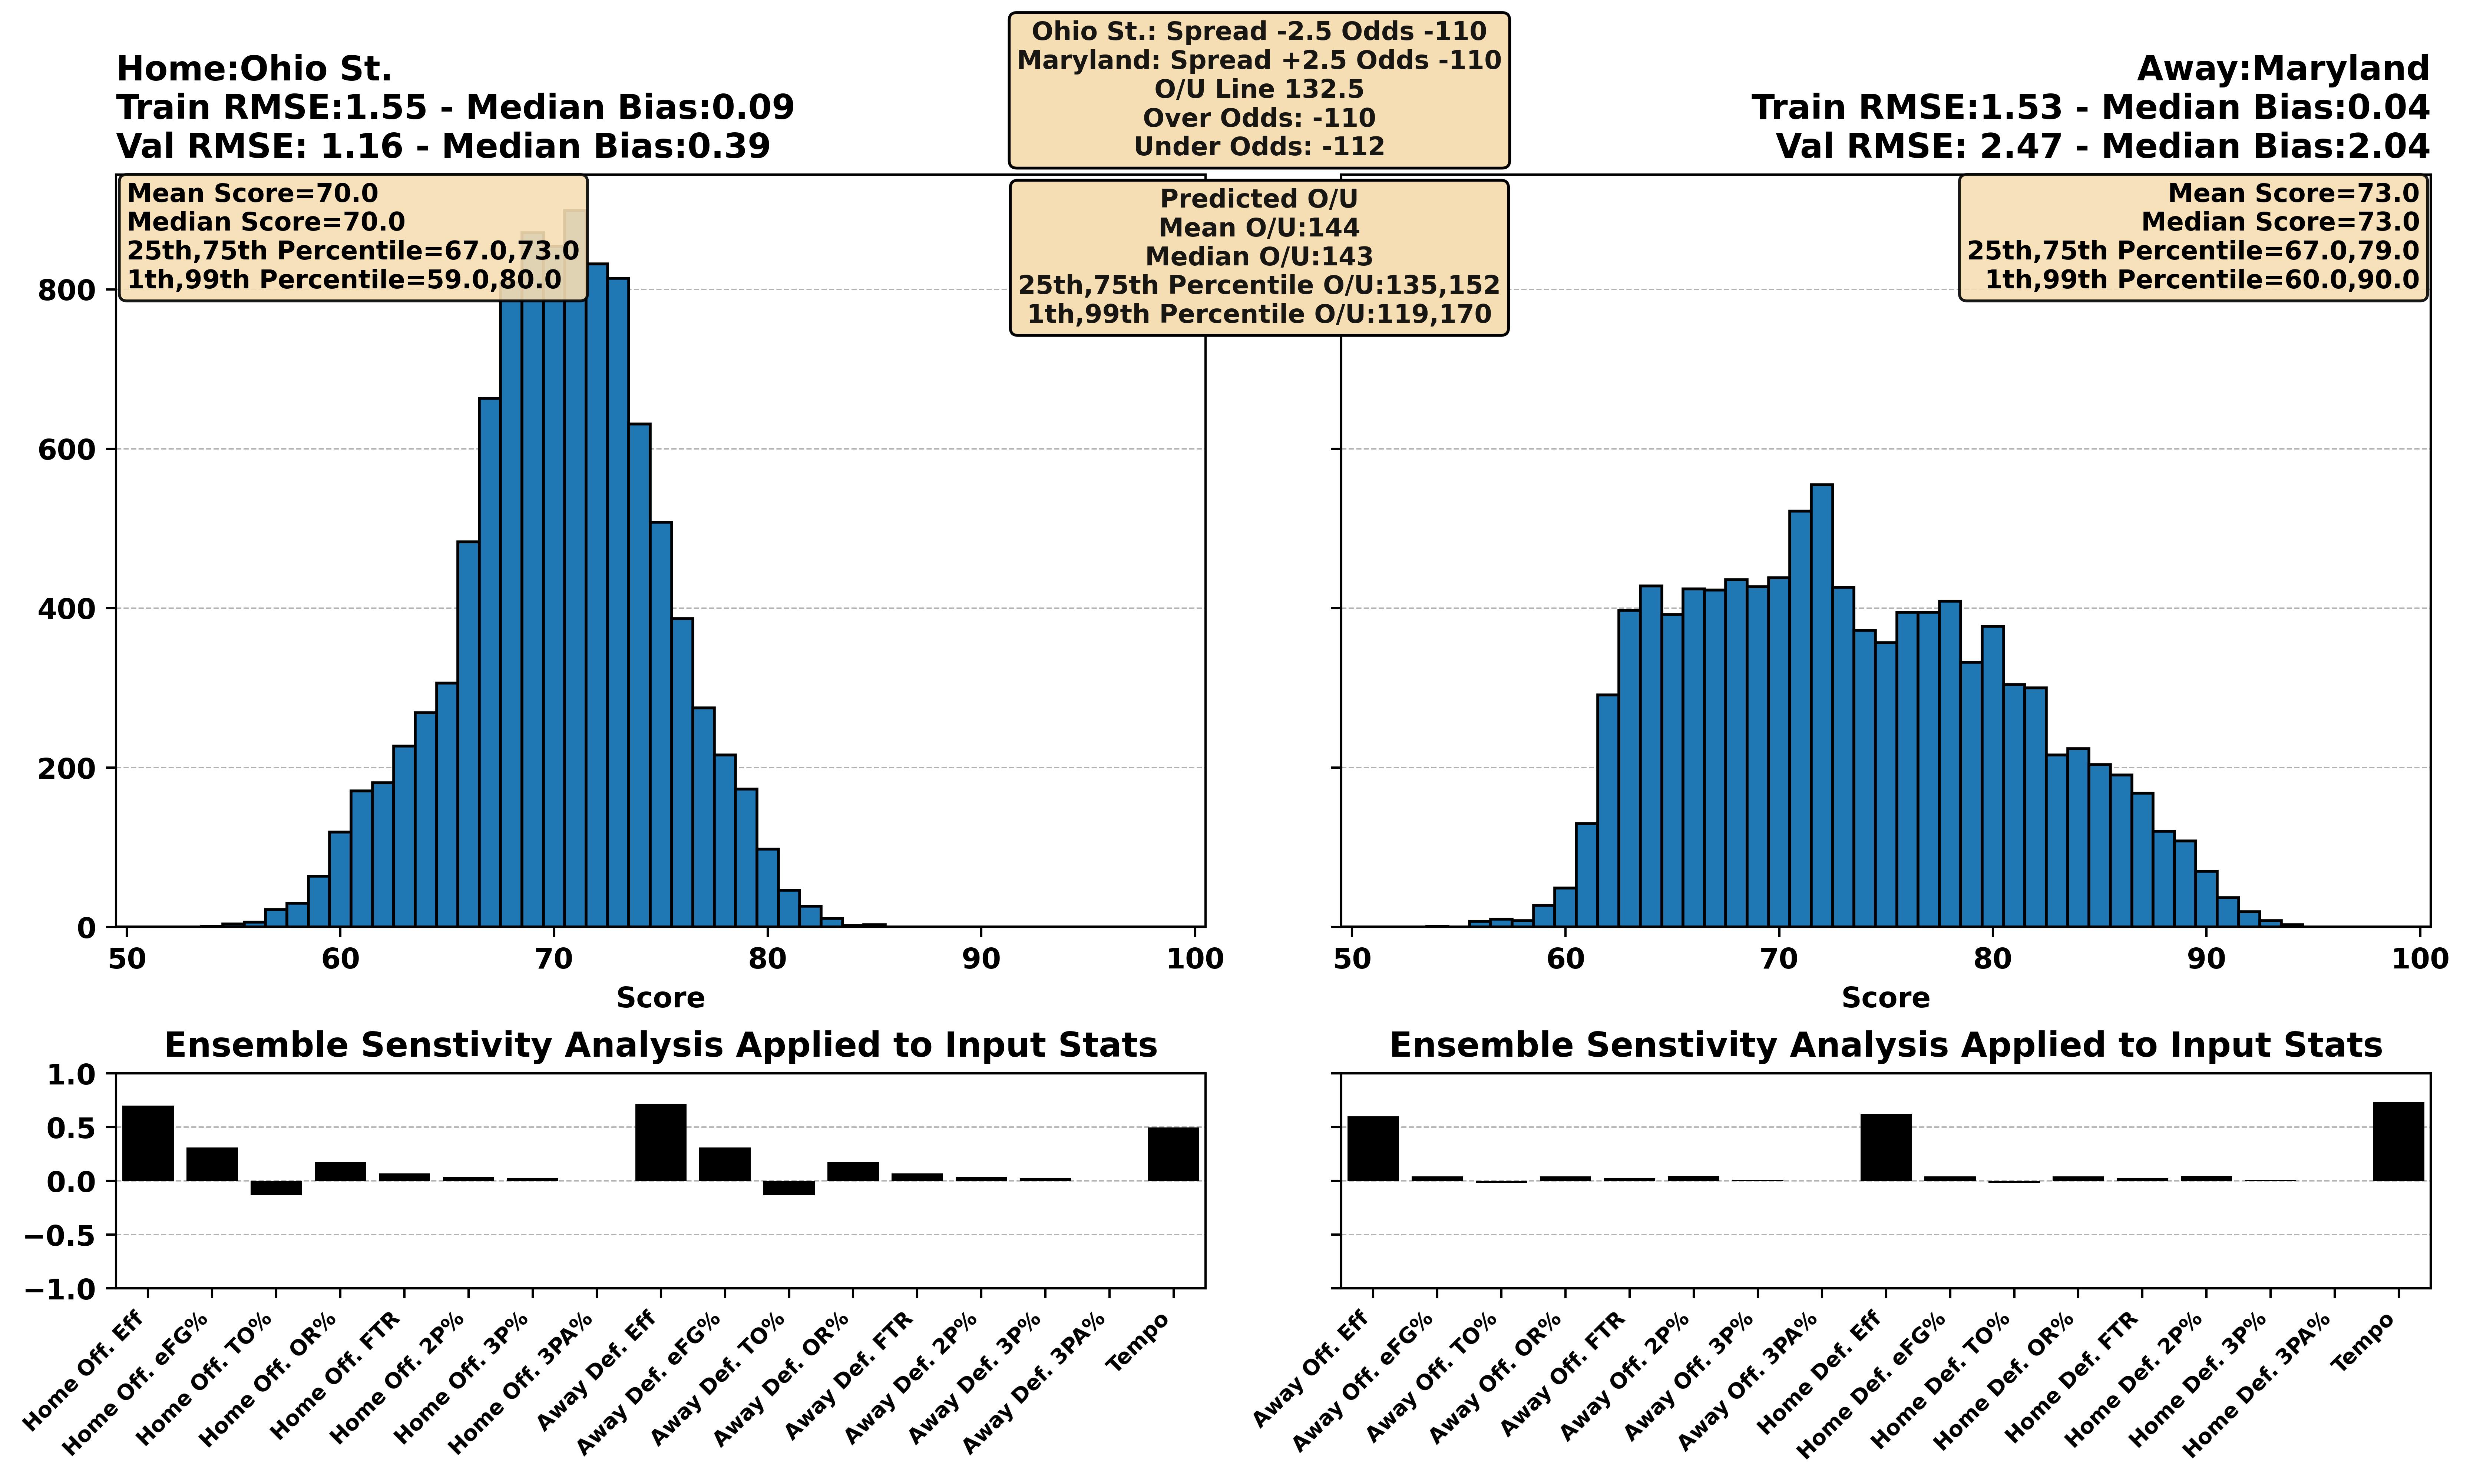 Ohio St.: Spread -2.5 Odds -110
Maryland: Spread +2.5 Odds -110
O/U Line 132.5
Over Odds: -110
Under Odds: -112
Home:Ohio St.
Train RMSE:1.55 - Median Bias:0.09
Val RMSE: 1.16 - Median Bias:0.39
Away:Maryland
Train RMSE:1.53 - Median Bias:0.04
Val RMSE: 2.47 - Median Bias:2.04
Mean Score=70.0
Median Score=70.0
25th,75th Percentile=67.0,73.0
1th,99th Percentile=59.0,80.0
Predicted O/U
Mean O/U:144
Median O/U:143
25th,75th Percentile O/U:135,152
1th,99th Percentile O/U:119,170
Mean Score=73.0
Median Score=73.0
25th,75th Percentile=67.0,79.0
1th,99th Percentile=60.0,90.0
800
600
400
200
0
50 60 70 80 90 100
Score
50 60 70 80 90 100
Score
Ensemble Senstivity Analysis Applied to Input Stats
1.0
0.5
0.0
−0.5
−1.0
Home Off. Eff
Home Off. eFG%
Home Off. TO%
Home Off. OR%
Home Off. FTR
Home Off. 2P%
Home Off. 3P%
Home Off. 3PA%
Away Def. Eff
Away Def. eFG%
Away Def. TO%
Away Def. OR%
Away Def. FTR
Away Def. 2P%
Away Def. 3P%
Away Def. 3PA%
Tempo
Ensemble Senstivity Analysis Applied to Input Stats
Away Off. Eff
Away Off. eFG%
Away Off. TO%
Away Off. OR%
Away Off. FTR
Away Off. 2P%
Away Off. 3P%
Away Off. 3PA%
Home Def. Eff
Home Def. eFG%
Home Def. TO%
Home Def. OR%
Home Def. FTR
Home Def. 2P%
Home Def. 3P%
Home Def. 3PA%
Tempo